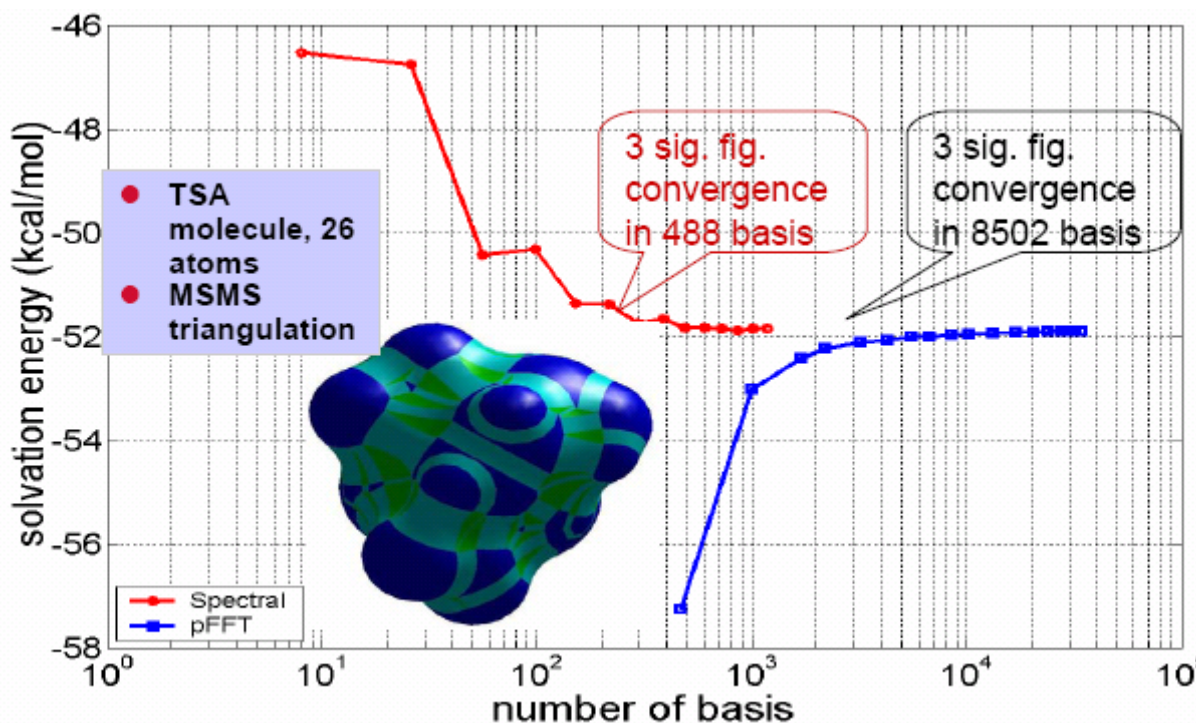 -46
-48
-50
-52
-54
-56
-58
solvation energy (kcal/mol)
TSA
molecule, 26
atoms
MSMS
triangulation
3 sig. fig.
convergence
in 488 basis
3 sig. fig.
convergence
in 8502 basis
Spectral
pFFT
10^0
10^1
10^2
10^3
10^4
number of basis